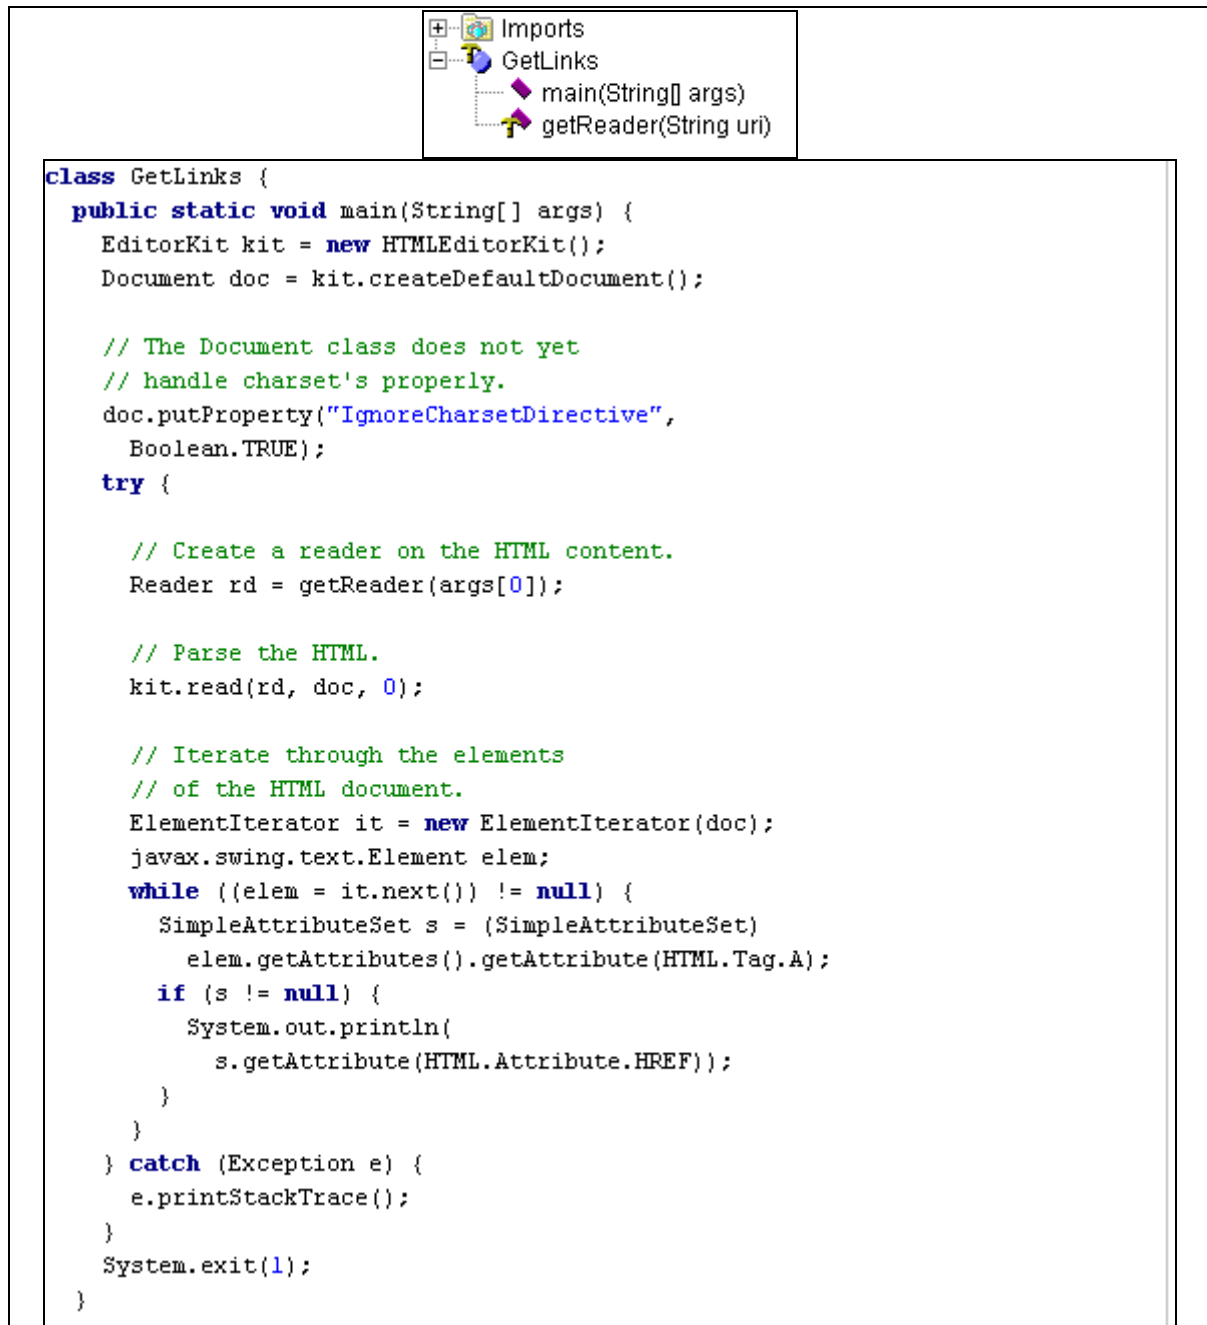 Imports
GetLinks
main(String[] args)
getReader(String uri)
class GetLinks {
  public static void main(String[] args) {
    EditorKit kit = new HTMLEditorKit();
    Document doc = kit.createDefaultDocument();

    // The Document class does not yet
    // handle charset's properly.
    doc.putProperty("IgnoreCharsetDirective",
      Boolean.TRUE);
    try {

      // Create a reader on the HTML content.
      Reader rd = getReader(args[0]);

      // Parse the HTML.
      kit.read(rd, doc, 0);

      // Iterate through the elements
      // of the HTML document.
      ElementIterator it = new ElementIterator(doc);
      javax.swing.text.Element elem;
      while ((elem = it.next()) != null) {
        SimpleAttributeSet s = (SimpleAttributeSet)
          elem.getAttributes().getAttribute(HTML.Tag.A);
        if (s != null) {
          System.out.println(
            s.getAttribute(HTML.Attribute.HREF));
        }
      }
    } catch (Exception e) {
      e.printStackTrace();
    }
    System.exit(1);
  }